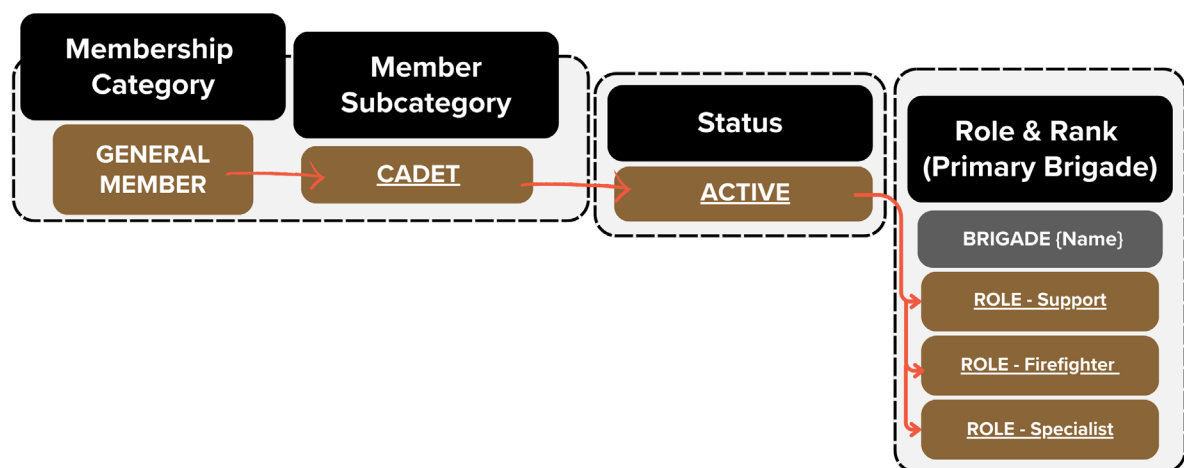 Membership
Category
Member
Subcategory
GENERAL
MEMBER
CADET
Status
ACTIVE
Role & Rank
(Primary Brigade)
BRIGADE {Name}
ROLE - Support
ROLE - Firefighter
ROLE - Specialist